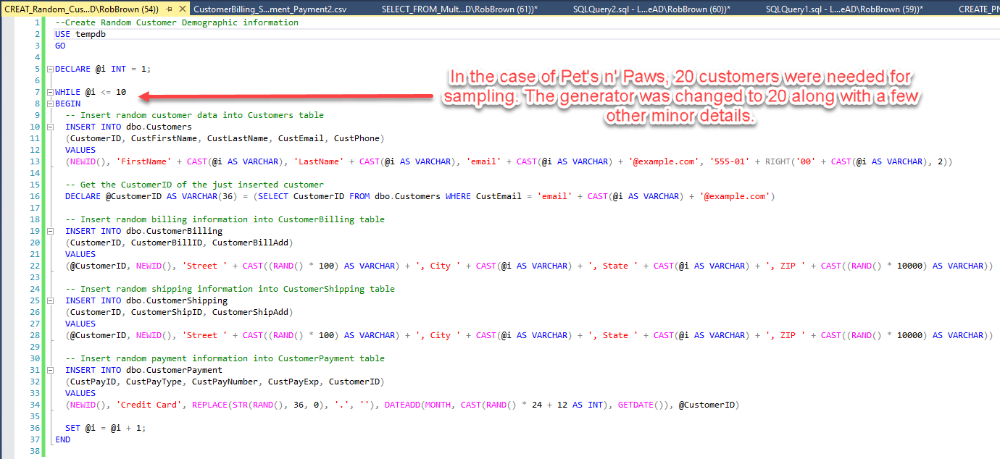 CREAT_Random_Cus...D\RobBrown (54)) CustomerBilling_S...ment_Payment2.csv SELECT_FROM_Mult...D\RobBrown (61))* SQLQuery2.sql - L...eAD\RobBrown (60))* SQLQuery1.sql - L...eAD\RobBrown (59))* CREATE_PN
1 --Create Random Customer Demographic information
2 USE tempdb
3 GO
4
5 DECLARE @i INT = 1;
6
7 WHILE @i <= 10
In the case of Pet's n' Paws, 20 customers were needed for
sampling. The generator was changed to 20 along with a few
other minor details.
8 BEGIN
9 -- Insert random customer data into Customers table
10 INSERT INTO dbo.Customers
11 (CustomerID, CustFirstName, CustLastName, CustEmail, CustPhone)
12 VALUES
13 (NEWID(), 'FirstName' + CAST(@i AS VARCHAR), 'LastName' + CAST(@i AS VARCHAR), 'email' + CAST(@i AS VARCHAR) + '@example.com', '555-01' + RIGHT('00' + CAST(@i AS VARCHAR), 2))
14
15 -- Get the CustomerID of the just inserted customer
16 DECLARE @CustomerID AS VARCHAR(36) = (SELECT CustomerID FROM dbo.Customers WHERE CustEmail = 'email' + CAST(@i AS VARCHAR) + '@example.com')
17
18 -- Insert random billing information into CustomerBilling table
19 INSERT INTO dbo.CustomerBilling
20 (CustomerID, CustomerBillID, CustomerBillAdd)
21 VALUES
22 (@CustomerID, NEWID(), 'Street ' + CAST((RAND() * 100) AS VARCHAR) + ', City ' + CAST(@i AS VARCHAR) + ', State ' + CAST(@i AS VARCHAR) + ', ZIP ' + CAST((RAND() * 10000) AS VARCHAR))
23
24 -- Insert random shipping information into CustomerShipping table
25 INSERT INTO dbo.CustomerShipping
26 (CustomerID, CustomerShipID, CustomerShipAdd)
27 VALUES
28 (@CustomerID, NEWID(), 'Street ' + CAST((RAND() * 100) AS VARCHAR) + ', City ' + CAST(@i AS VARCHAR) + ', State ' + CAST(@i AS VARCHAR) + ', ZIP ' + CAST((RAND() * 10000) AS VARCHAR))
29
30 -- Insert random payment information into CustomerPayment table
31 INSERT INTO dbo.CustomerPayment
32 (CustPayID, CustPayType, CustPayNumber, CustPayExp, CustomerID)
33 VALUES
34 (NEWID(), 'Credit Card', REPLACE(STR(RAND(), 36, 0), '.', ''), DATEADD(MONTH, CAST(RAND() * 24 + 12 AS INT), GETDATE()), @CustomerID)
35
36 SET @i = @i + 1;
37 END
38